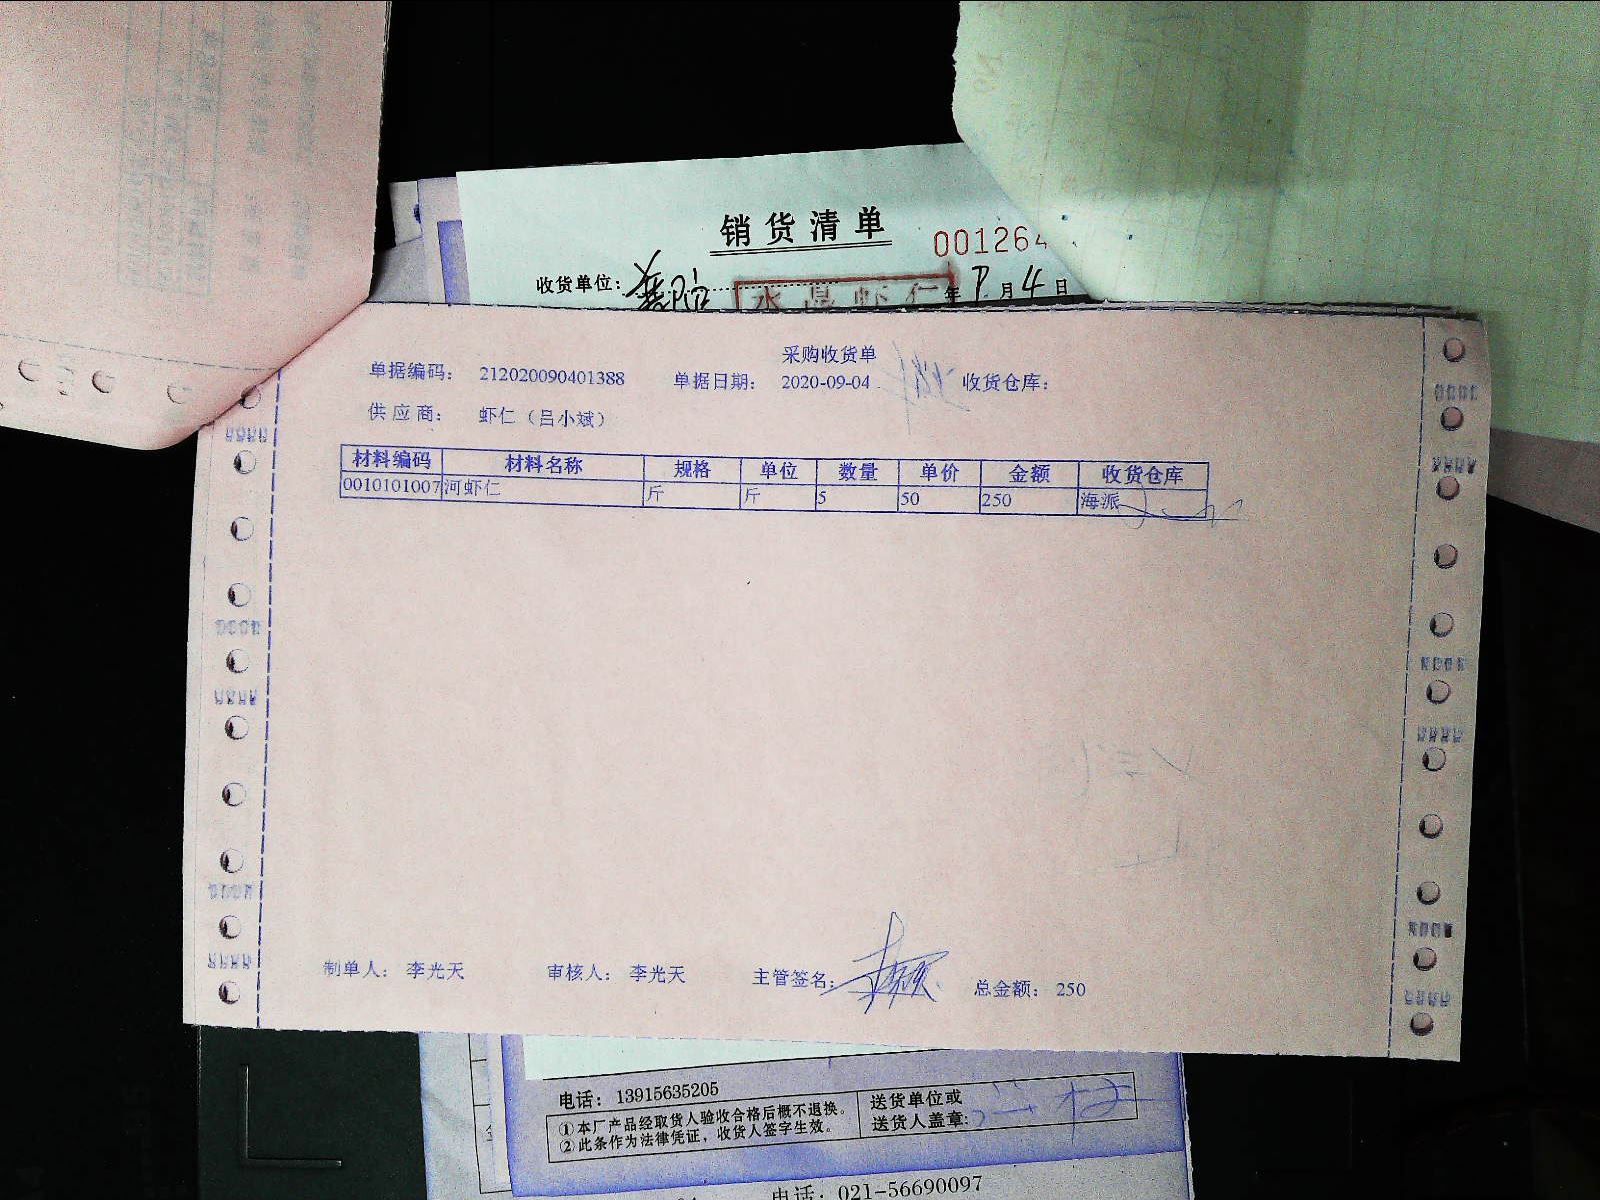 销货清单
001264
收货单位：
水晶虾仁
年 9 月 4 日
采购收货单
单据编码： 212020090401388 单据日期： 2020-09-04 收货仓库：
供应商： 虾仁（吕小斌）
材料编码 材料名称 规格 单位 数量 单价 金额 收货仓库
0010101007 河虾仁 斤 斤 5 50 250 海派
制单人： 李光天 审核人： 李光天 主管签名： 总金额： 250
电话： 13915635205
①本厂产品经取货人验收合格后概不退换。
②此条作为法律凭证，收货人签字生效。
送货单位或
送货人盖章：
电话：021-56690097